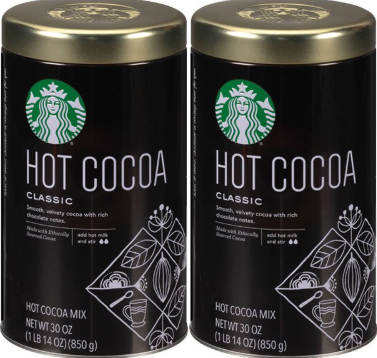 HOT COCOA
CLASSIC
Smooth, velvety cocoa with rich
chocolate notes.
Made with Ethically
Sourced Cocoa
add hot milk
and stir
HOT COCOA MIX
NET WT 30 OZ
(1 LB 14 OZ) (850 g)
HOT COCOA
CLASSIC
Smooth, velvety cocoa with rich
chocolate notes.
Made with Ethically
Sourced Cocoa
add hot milk
and stir
HOT COCOA MIX
NET WT 30 OZ
(1 LB 14 OZ) (850 g)